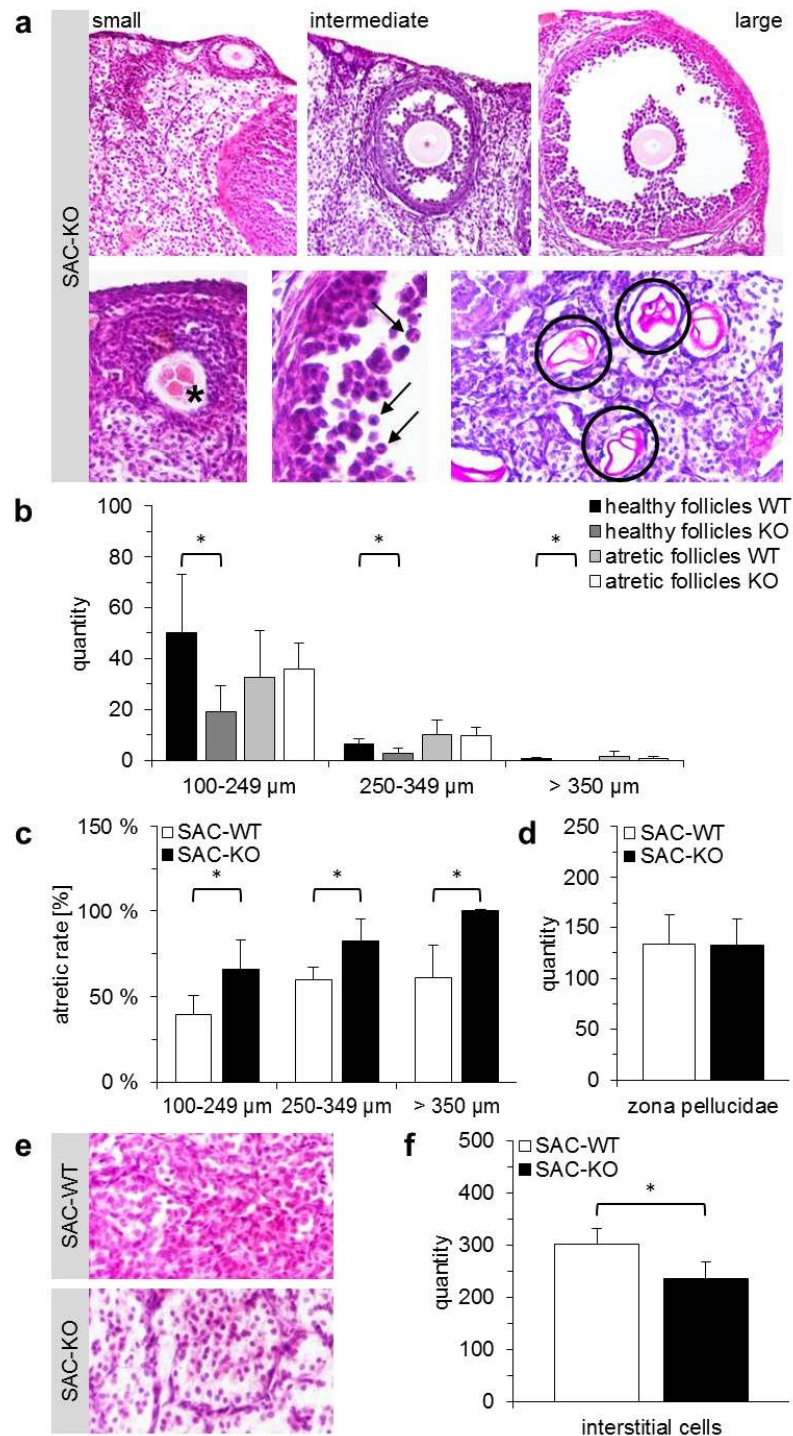 a
small
intermediate
large
SAC-KO
*
b
healthy follicles WT
healthy follicles KO
atretic follicles WT
atretic follicles KO
quantity
100
80
60
40
20
0
*
*
*
100-249 µm
250-349 µm
> 350 µm
c
SAC-WT
SAC-KO
atretic rate [%]
150 %
100 %
50 %
0 %
*
*
*
100-249 µm
250-349 µm
> 350 µm
d
SAC-WT
SAC-KO
quantity
250
200
150
100
50
0
zona pellucidae
e
SAC-WT
SAC-KO
f
SAC-WT
SAC-KO
quantity
500
400
300
200
100
0
*
interstitial cells